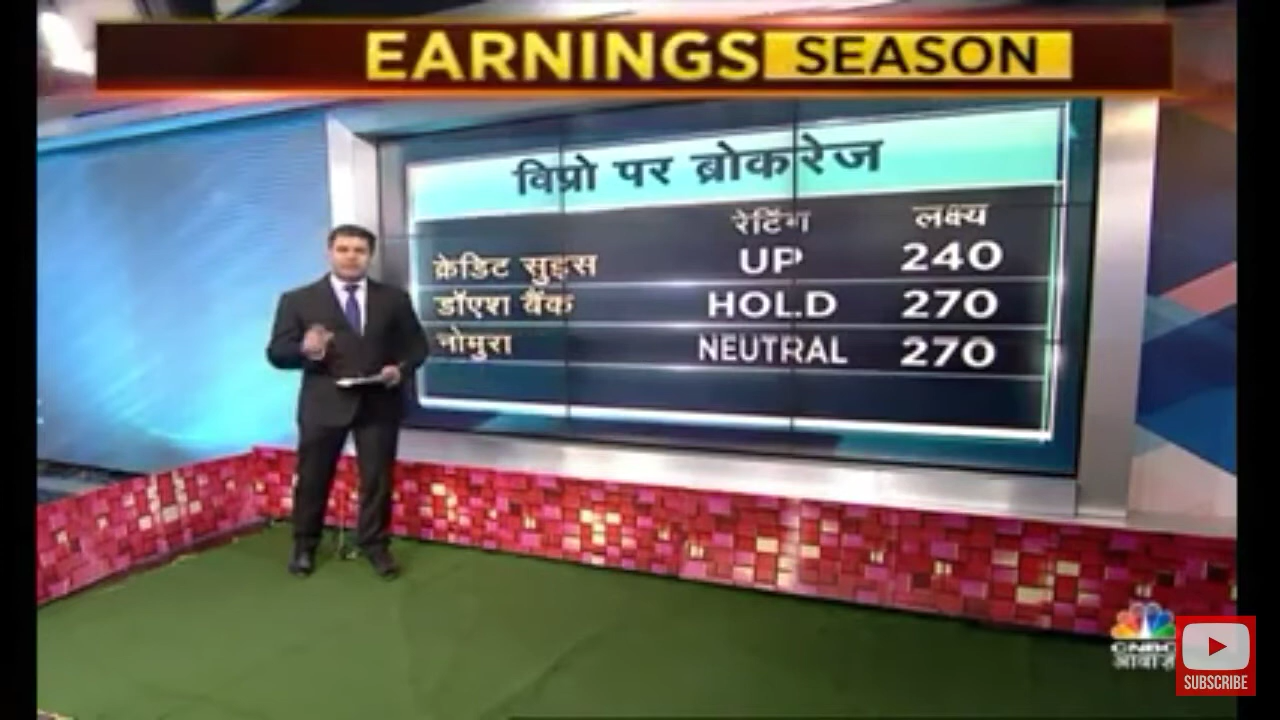 EARNINGS SEASON
विप्रो पर ब्रोकरेज
रेटिंग लक्ष्य
क्रेडिट सुइस UP 240
डॉएश बैंक HOLD 270
नोमुरा NEUTRAL 270
CNBC
आवाज़
SUBSCRIBE